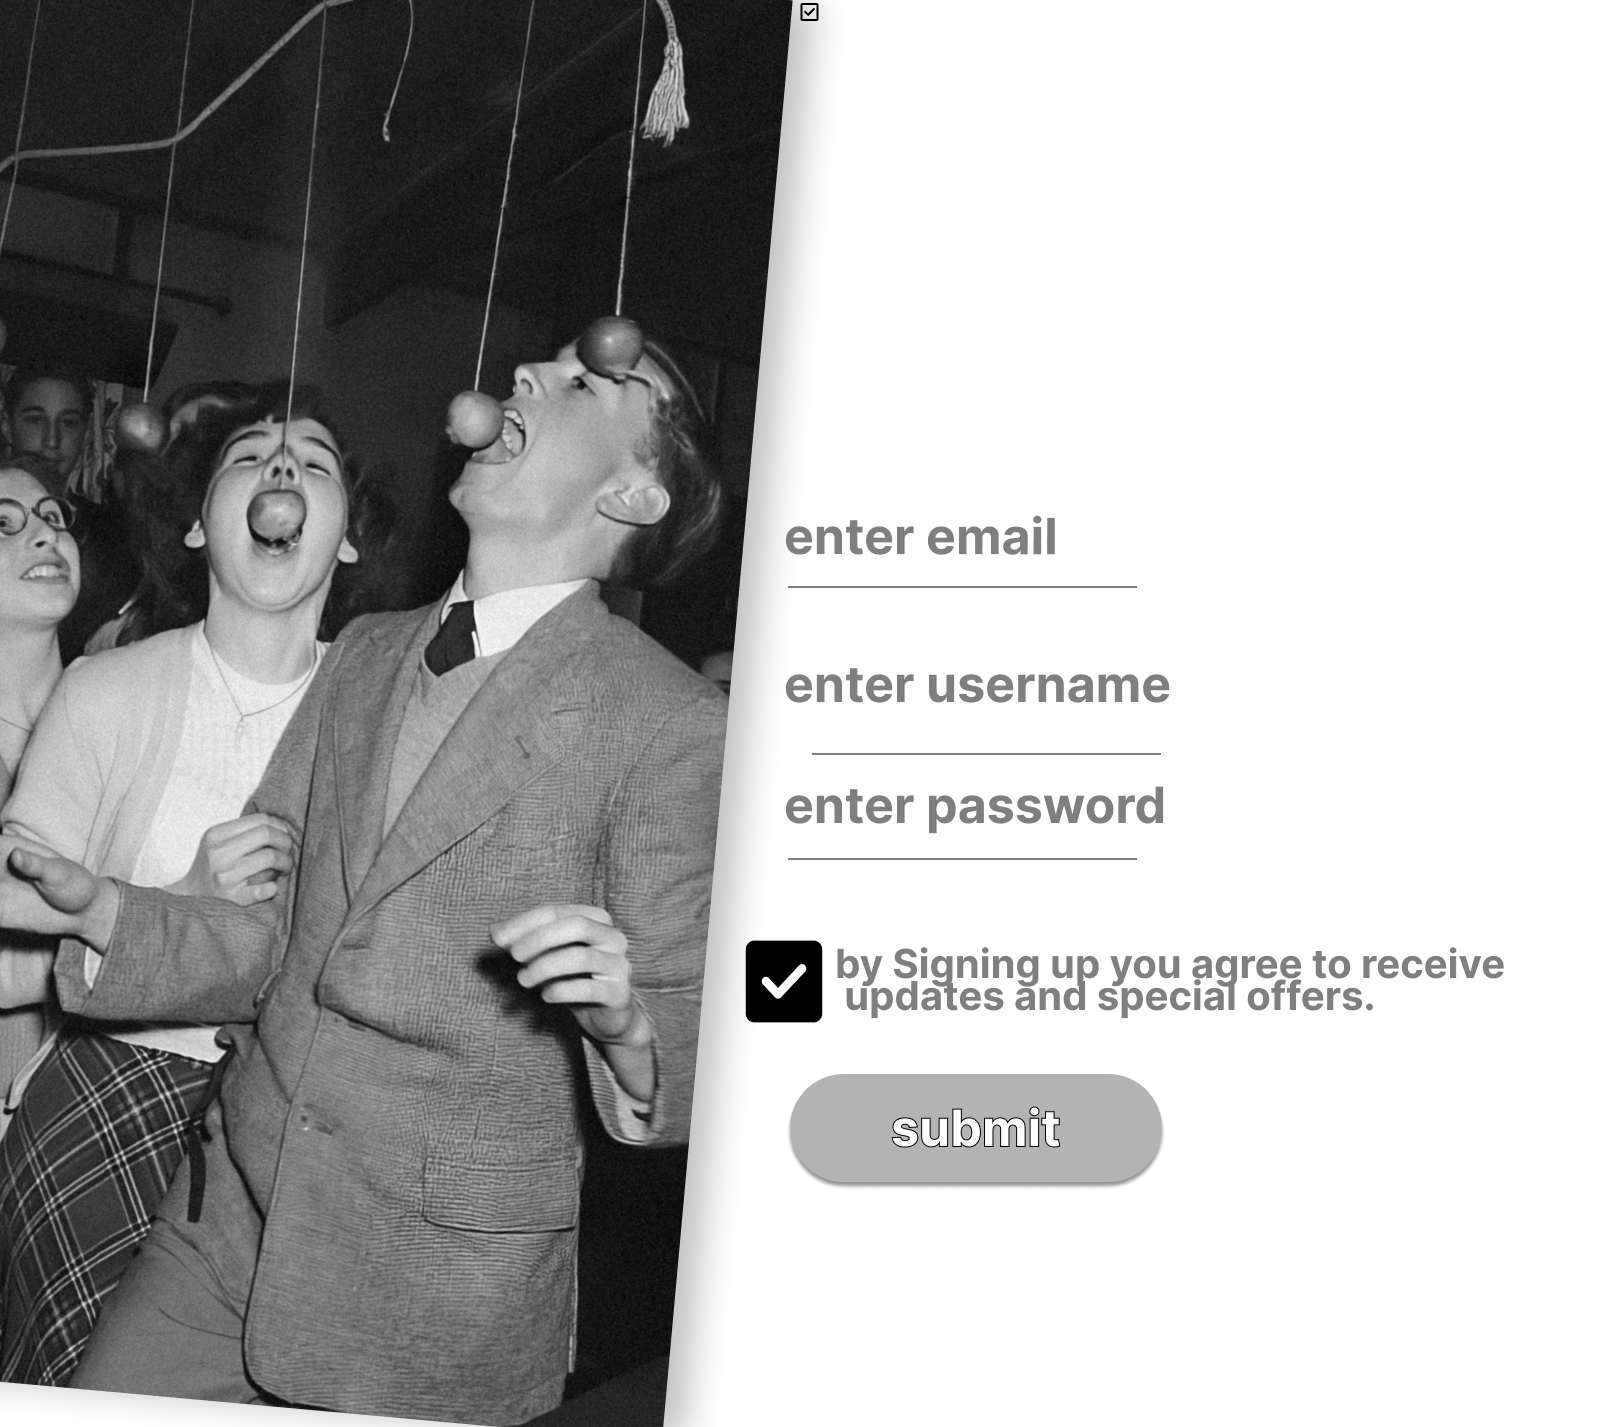 enter email
enter username
enter password
by Signing up you agree to receive
updates and special offers.
submit